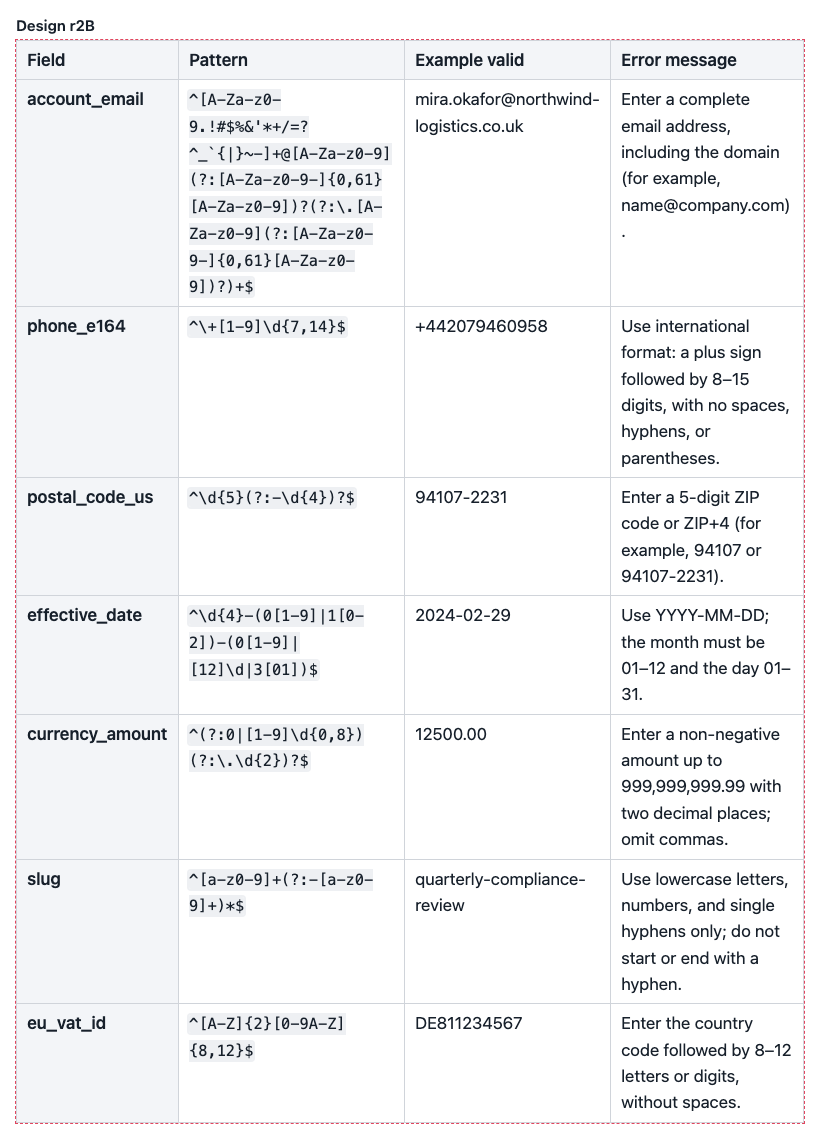 Design r2B
Field Pattern Example valid Error message
account_email
^[A-Za-z0-
9.!#$%&'*+/=?
^_`{|}~-]+@[A-Za-z0-9]
(?:[A-Za-z0-9-]{0,61}
[A-Za-z0-9])?(?:\.[A-
Za-z0-9](?:[A-Za-z0-
9-]{0,61}[A-Za-z0-
9])?)+$
mira.okafor@northwind-
logistics.co.uk
Enter a complete
email address,
including the domain
(for example,
name@company.com)
.
phone_e164
^\+[1-9]\d{7,14}$
+442079460958
Use international
format: a plus sign
followed by 8–15
digits, with no spaces,
hyphens, or
parentheses.
postal_code_us
^\d{5}(?:-\d{4})?$
94107-2231
Enter a 5-digit ZIP
code or ZIP+4 (for
example, 94107 or
94107-2231).
effective_date
^\d{4}-(0[1-9]|1[0-
2])-(0[1-9]|
[12]\d|3[01])$
2024-02-29
Use YYYY-MM-DD;
the month must be
01–12 and the day 01–
31.
currency_amount
^(?:0|[1-9]\d{0,8})
(?:\.\d{2})?$
12500.00
Enter a non-negative
amount up to
999,999,999.99 with
two decimal places;
omit commas.
slug
^[a-z0-9]+(?:-[a-z0-
9]+)*$
quarterly-compliance-
review
Use lowercase letters,
numbers, and single
hyphens only; do not
start or end with a
hyphen.
eu_vat_id
^[A-Z]{2}[0-9A-Z]
{8,12}$
DE811234567
Enter the country
code followed by 8–12
letters or digits,
without spaces.